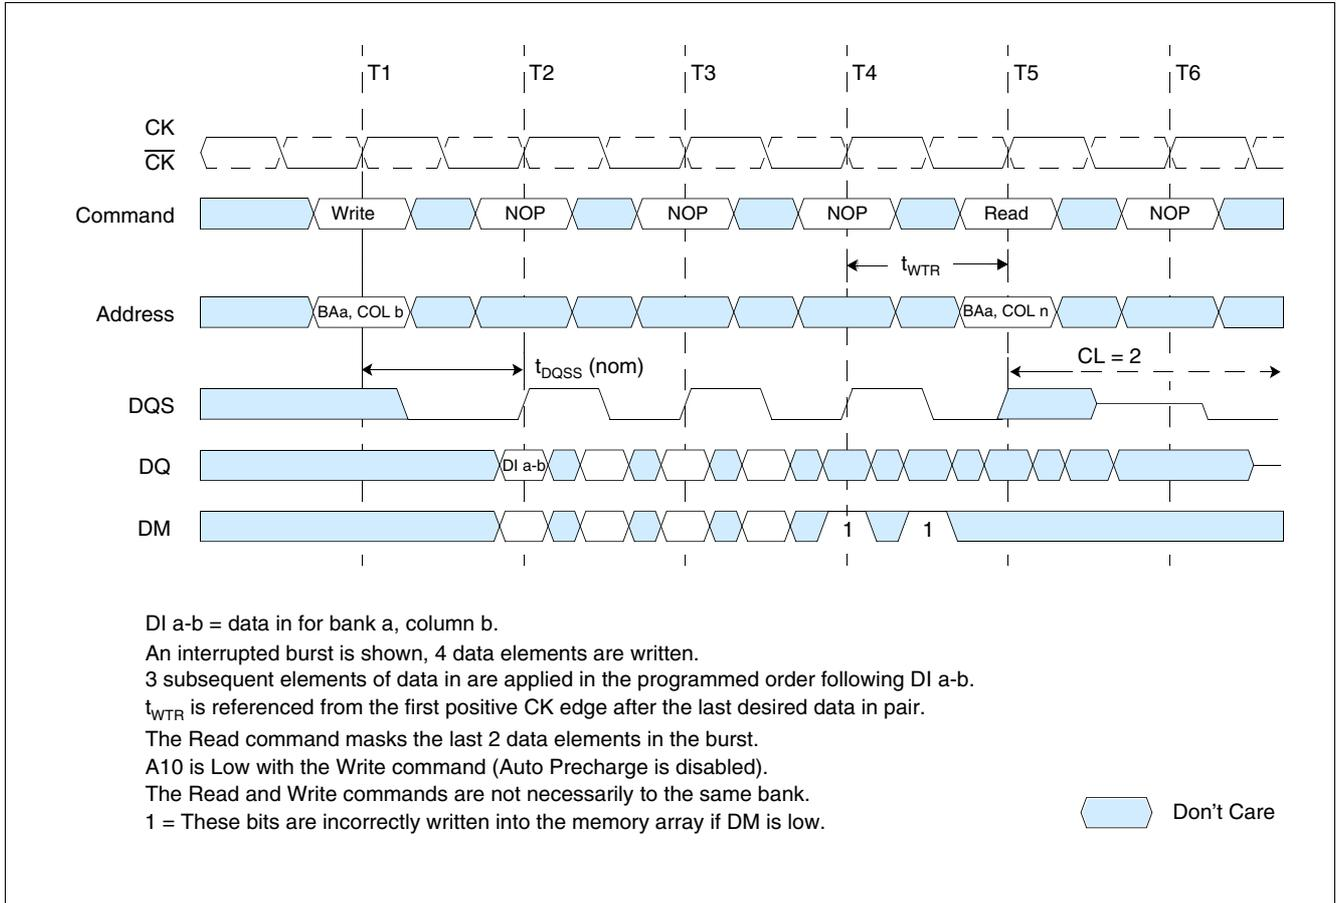 T1 T2 T3 T4 T5 T6
CK
C̅K̅
Command Write NOP NOP NOP Read NOP
tWTR
Address BAa, COL b BAa, COL n
tDQSS (nom) CL = 2
DQS
DQ DI a-b
DM 1 1
DI a-b = data in for bank a, column b.
An interrupted burst is shown, 4 data elements are written.
3 subsequent elements of data in are applied in the programmed order following DI a-b.
tWTR is referenced from the first positive CK edge after the last desired data in pair.
The Read command masks the last 2 data elements in the burst.
A10 is Low with the Write command (Auto Precharge is disabled).
The Read and Write commands are not necessarily to the same bank.
1 = These bits are incorrectly written into the memory array if DM is low.
Don't Care